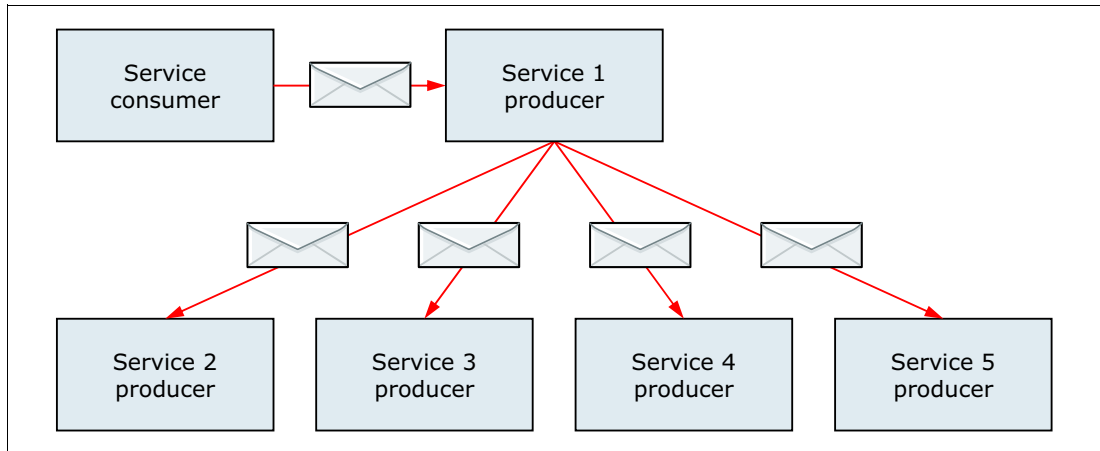 Service
consumer
Service 1
producer
Service 2
producer
Service 3
producer
Service 4
producer
Service 5
producer